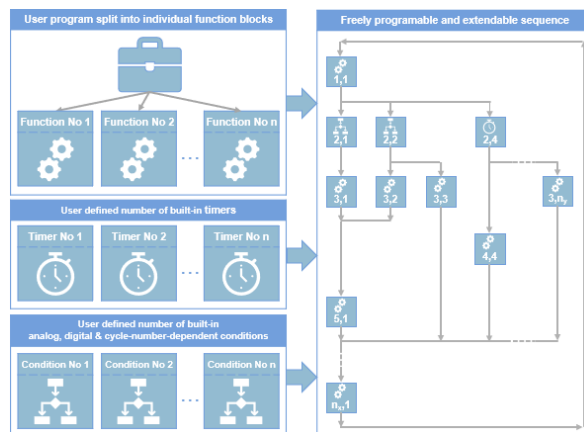 User program split into individual function blocks
Function No 1
Function No 2
Function No n
...
User defined number of built-in timers
Timer No 1
Timer No 2
Timer No n
...
User defined number of built-in
analog, digital & cycle-number-dependent conditions
Condition No 1
Condition No 2
Condition No n
...
Freely programable and extendable sequence
1,1
2,1
2,2
2,4
3,1
3,2
3,3
3,nᵧ
4,4
5,1